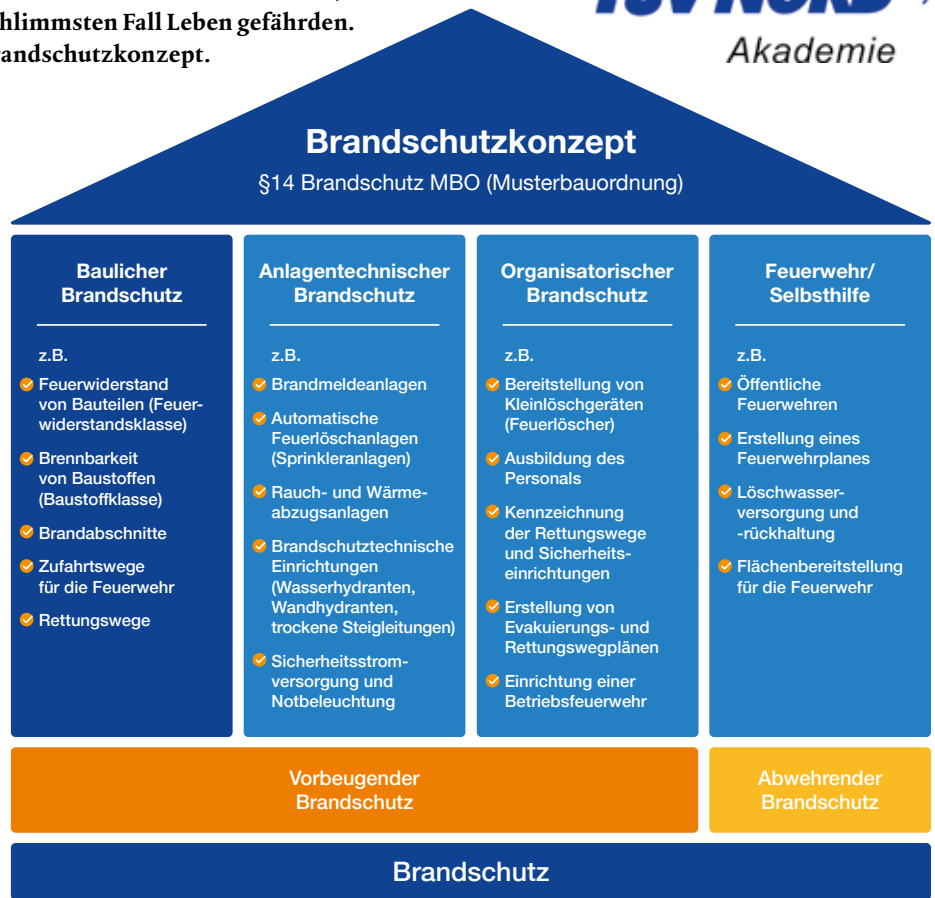 hlimmsten Fall Leben gefährden.
randschutzkonzept.
TÜV NORD
Akademie
Brandschutzkonzept
§14 Brandschutz MBO (Musterbauordnung)
Baulicher
Brandschutz
z.B.
Feuerwiderstand
von Bauteilen (Feuer-
widerstandsklasse)
Brennbarkeit
von Baustoffen
(Baustoffklasse)
Brandabschnitte
Zufahrtswege
für die Feuerwehr
Rettungswege
Anlagentechnischer
Brandschutz
z.B.
Brandmeldeanlagen
Automatische
Feuerlöschanlagen
(Sprinkleranlagen)
Rauch- und Wärme-
abzugsanlagen
Brandschutztechnische
Einrichtungen
(Wasserhydranten,
Wandhydranten,
trockene Steigleitungen)
Sicherheitsstrom-
versorgung und
Notbeleuchtung
Organisatorischer
Brandschutz
z.B.
Bereitstellung von
Kleinlöschgeräten
(Feuerlöscher)
Ausbildung des
Personals
Kennzeichnung
der Rettungswege
und Sicherheits-
einrichtungen
Erstellung von
Evakuierungs- und
Rettungswegplänen
Einrichtung einer
Betriebsfeuerwehr
Feuerwehr/
Selbsthilfe
z.B.
Öffentliche
Feuerwehren
Erstellung eines
Feuerwehrplanes
Löschwasser-
versorgung und
-rückhaltung
Flächenbereitstellung
für die Feuerwehr
Vorbeugender
Brandschutz
Abwehrender
Brandschutz
Brandschutz